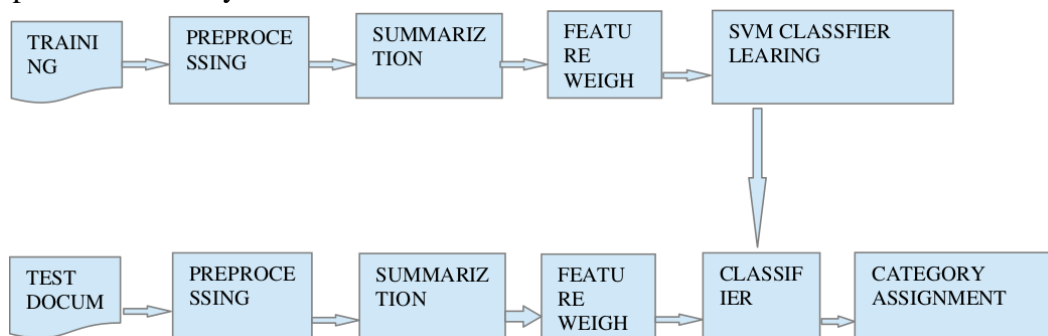 TRAINI
NG
PREPROCE
SSING
SUMMARIZ
TION
FEATU
RE
WEIGH
SVM CLASSFIER
LEARING
TEST
DOCUM
PREPROCE
SSING
SUMMARIZ
TION
FEATU
RE
WEIGH
CLASSIF
IER
CATEGORY
ASSIGNMENT